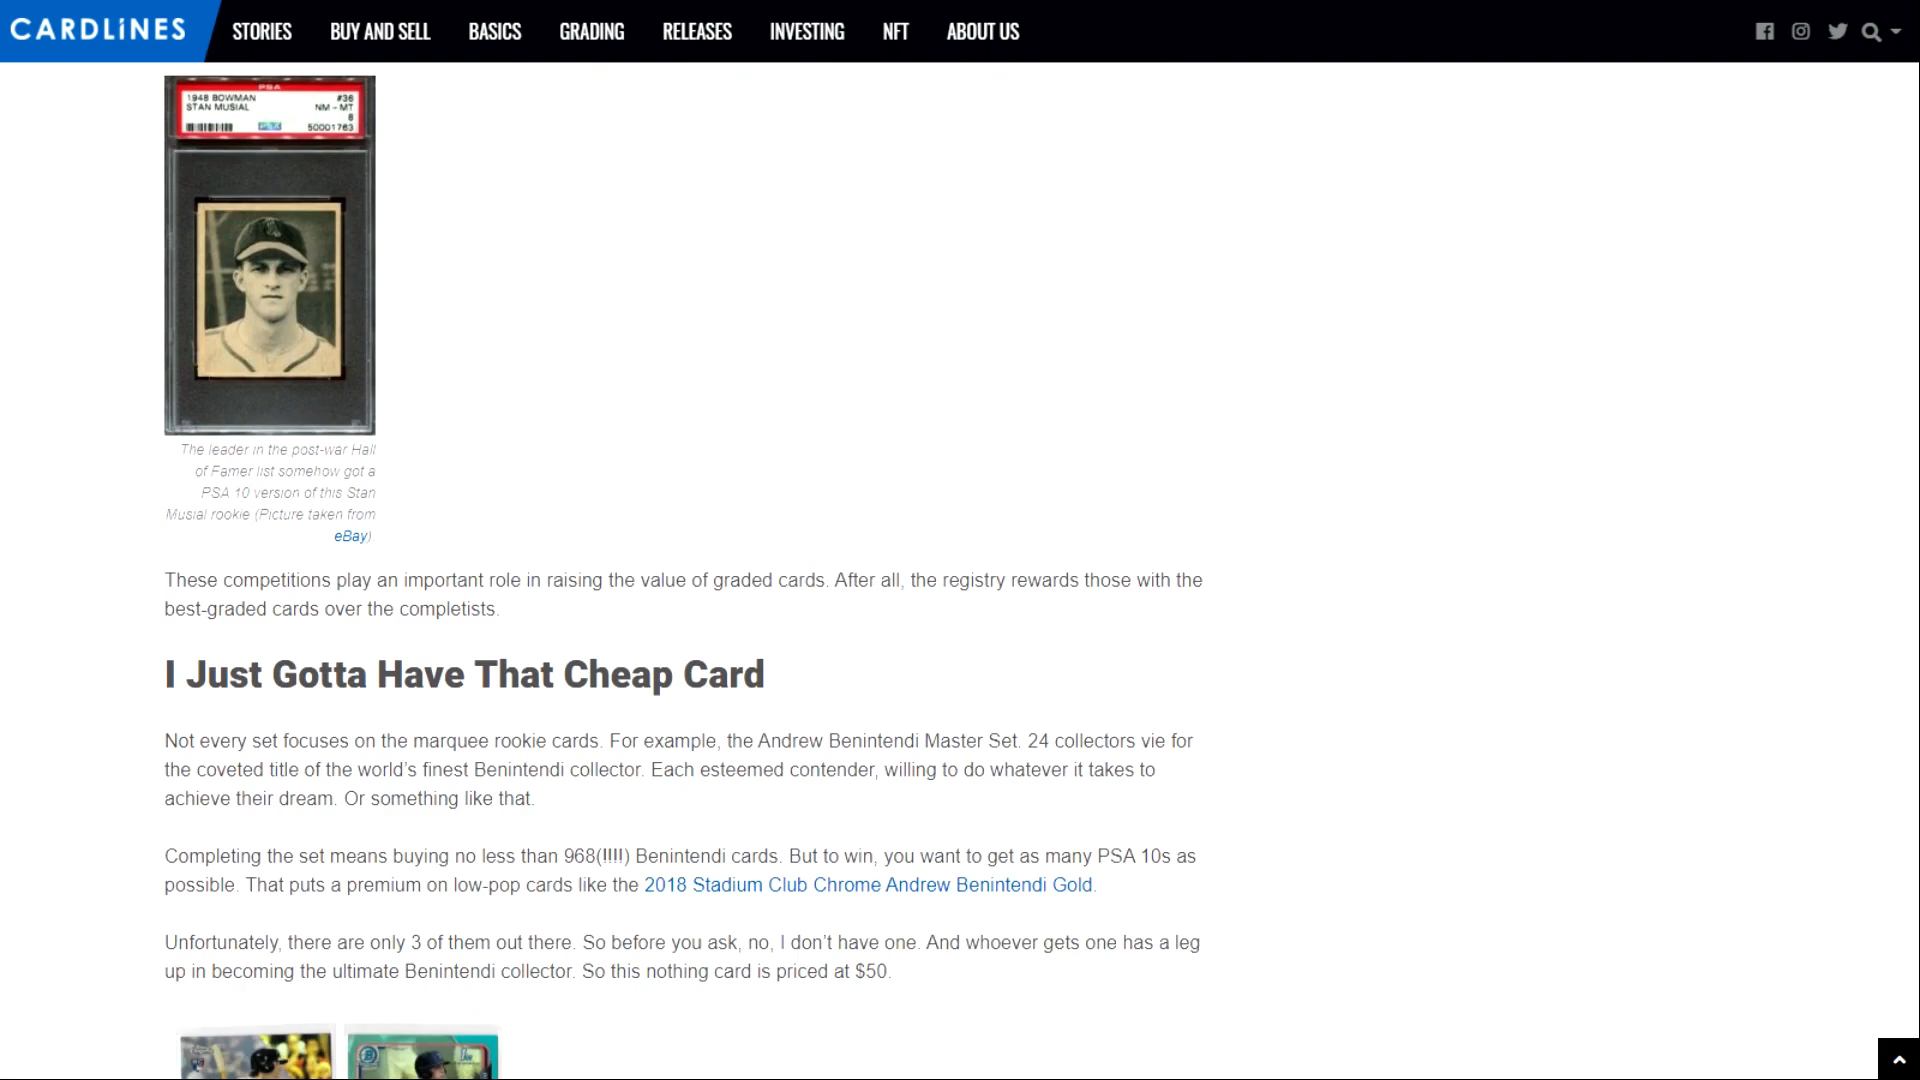 CARDLINES STORIES BUY AND SELL BASICS GRADING RELEASES INVESTING NFT ABOUT US
PSA
1948 BOWMAN #36
STAN MUSIAL NM - MT
8
50001763
The leader in the post-war Hall
of Famer list somehow got a
PSA 10 version of this Stan
Musial rookie (Picture taken from
eBay)
These competitions play an important role in raising the value of graded cards. After all, the registry rewards those with the
best-graded cards over the completists.
I Just Gotta Have That Cheap Card
Not every set focuses on the marquee rookie cards. For example, the Andrew Benintendi Master Set. 24 collectors vie for
the coveted title of the world’s finest Benintendi collector. Each esteemed contender, willing to do whatever it takes to
achieve their dream. Or something like that.
Completing the set means buying no less than 968(!!!!) Benintendi cards. But to win, you want to get as many PSA 10s as
possible. That puts a premium on low-pop cards like the 2018 Stadium Club Chrome Andrew Benintendi Gold.
Unfortunately, there are only 3 of them out there. So before you ask, no, I don’t have one. And whoever gets one has a leg
up in becoming the ultimate Benintendi collector. So this nothing card is priced at $50.